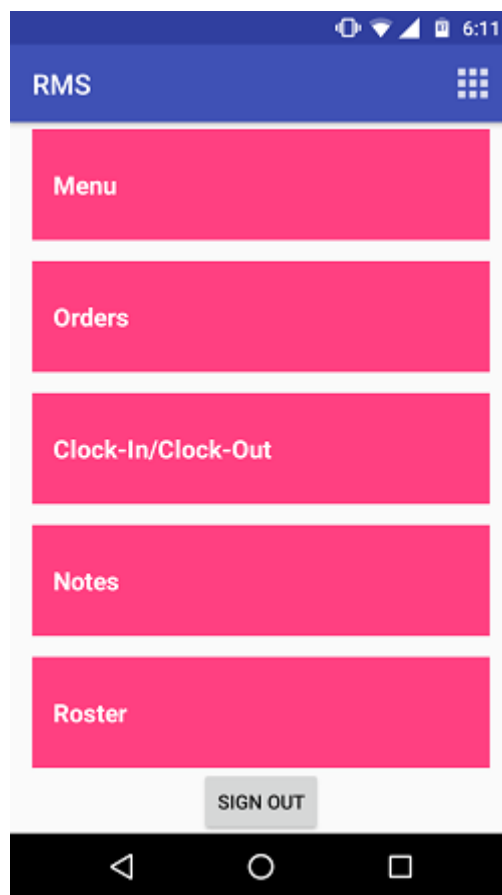 6:11
RMS
Menu
Orders
Clock-In/Clock-Out
Notes
Roster
SIGN OUT